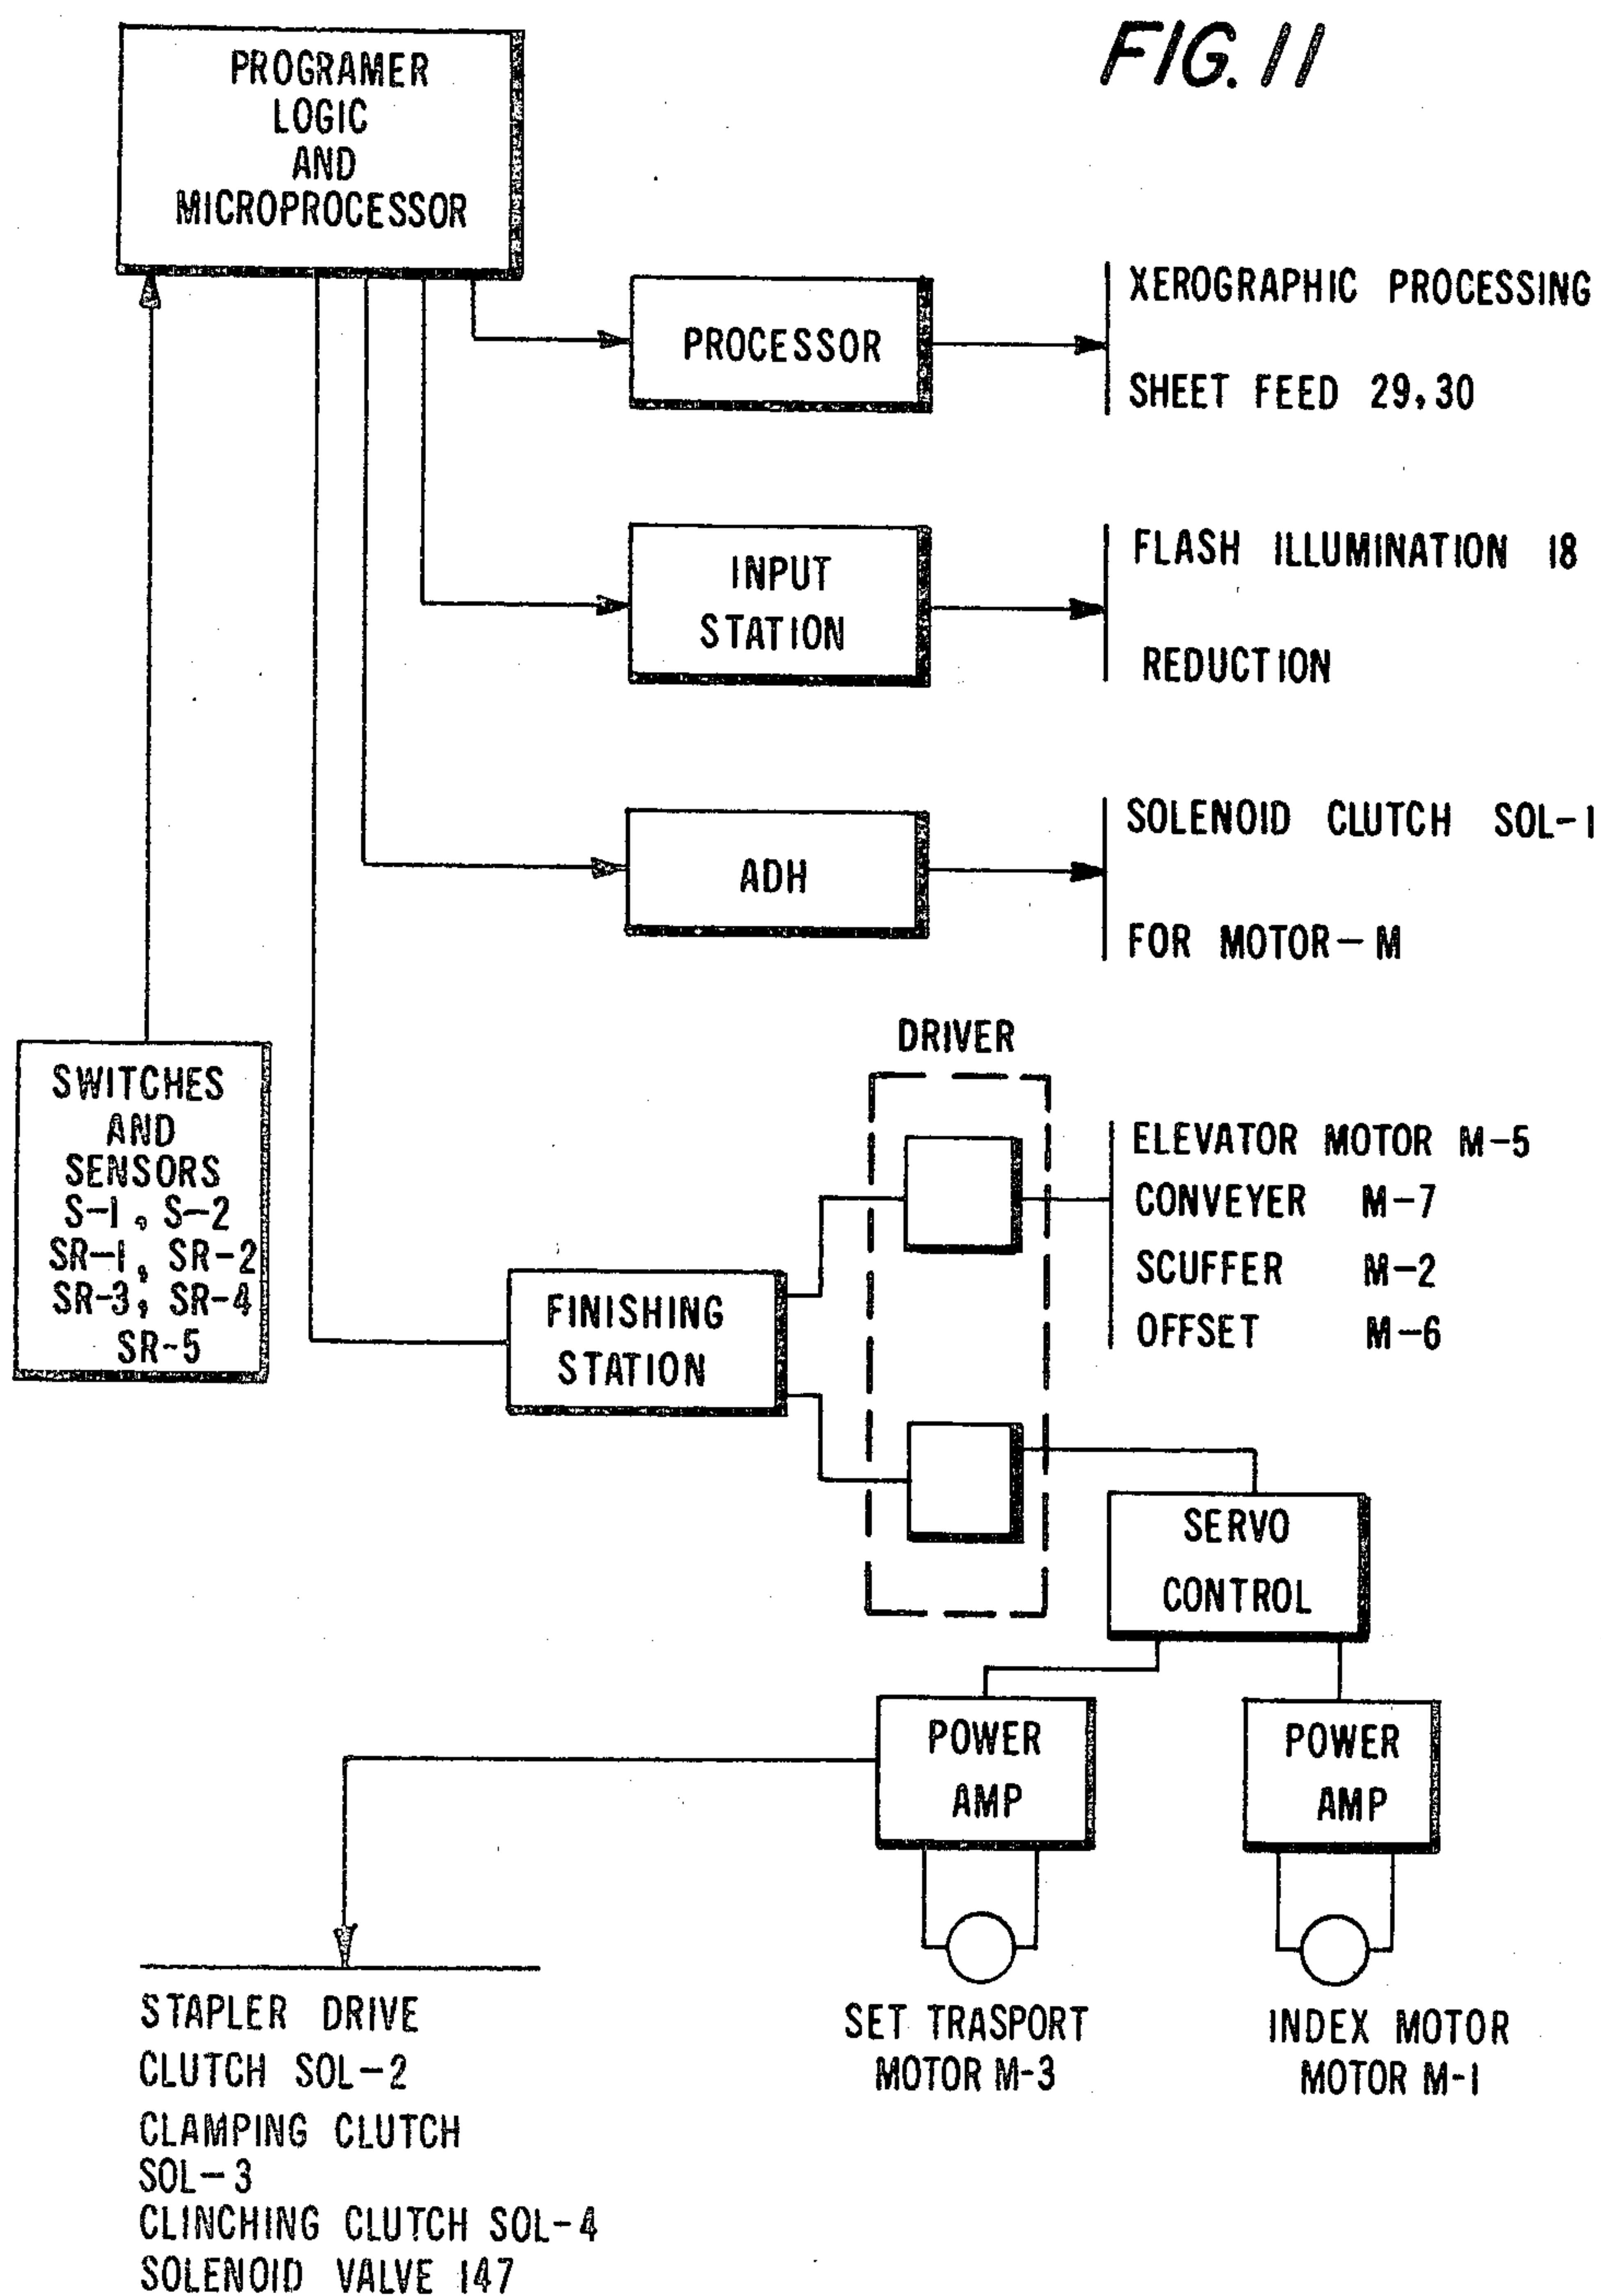 FIG. 11
PROGRAMER
LOGIC
AND
MICROPROCESSOR
PROCESSOR
XEROGRAPHIC PROCESSING
SHEET FEED 29,30
INPUT
STATION
FLASH ILLUMINATION 18
REDUCTION
ADH
SOLENOID CLUTCH SOL-1
FOR MOTOR-M
SWITCHES
AND
SENSORS
S-1, S-2
SR-1, SR-2
SR-3, SR-4
SR-5
DRIVER
ELEVATOR MOTOR M-5
CONVEYER M-7
SCUFFER M-2
OFFSET M-6
FINISHING
STATION
SERVO
CONTROL
POWER
AMP
POWER
AMP
SET TRASPORT
MOTOR M-3
INDEX MOTOR
MOTOR M-1
STAPLER DRIVE
CLUTCH SOL-2
CLAMPING CLUTCH
SOL-3
CLINCHING CLUTCH SOL-4
SOLENOID VALVE 147